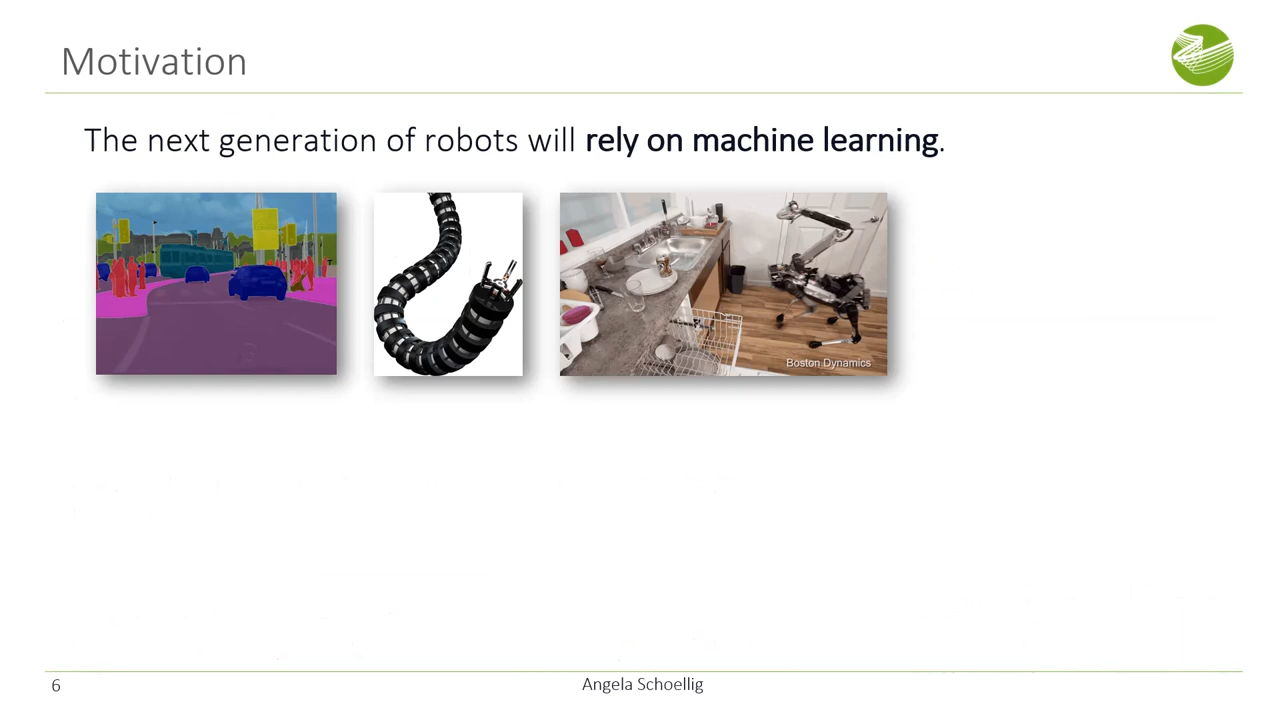 Motivation
The next generation of robots will rely on machine learning.
Boston Dynamics
6
Angela Schoellig